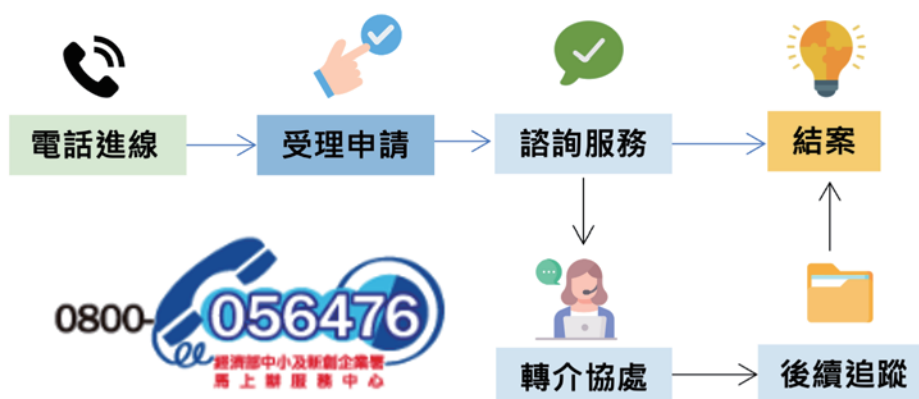 電話進線
受理申請
諮詢服務
結案
0800-056476
經濟部中小及新創企業署
馬上辦服務中心
轉介協處
後續追蹤